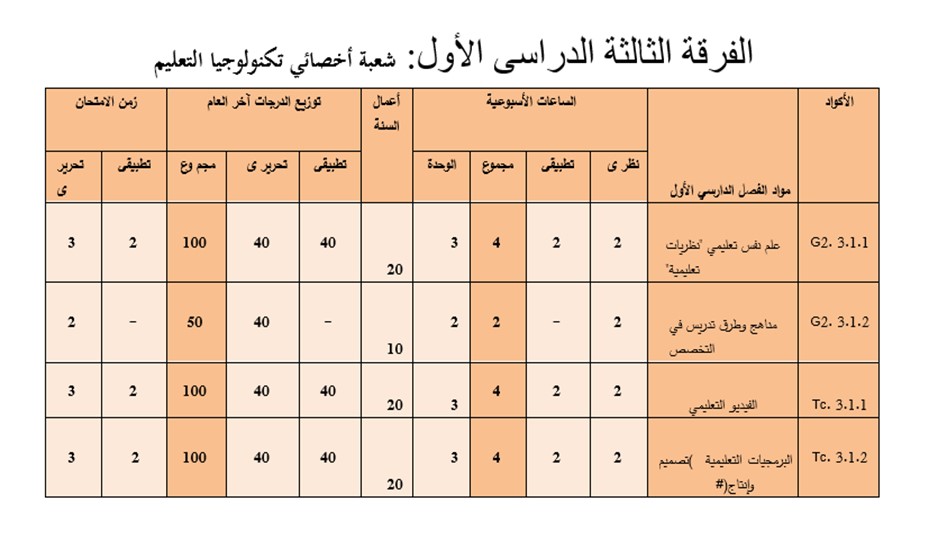 الفرقة الثالثة الدراسى الأول: شعبة أخصائي تكنولوجيا التعليم
الأكواد مواد الفصل الدارسي الأول الساعات الأسبوعية أعمال السنة توزيع الدرجات آخر العام زمن الامتحان
نظر ى تطبيقى مجموع الوحدة تطبيقى تحرير ى مجم وع تطبيقى تحرير ى
G2. 3.1.1 علم نفس تعليمي "نظريات تعليمية" 2 2 4 3 20 40 40 100 2 3
G2. 3.1.2 مناهج وطرق تدريس في التخصص 2 – 2 2 10 – 40 50 – 2
Tc. 3.1.1 الفيديو التعليمي 2 2 4 3 20 40 40 100 2 3
Tc. 3.1.2 البرمجيات التعليمية )تصميم وإنتاج(# 2 2 4 3 20 40 40 100 2 3